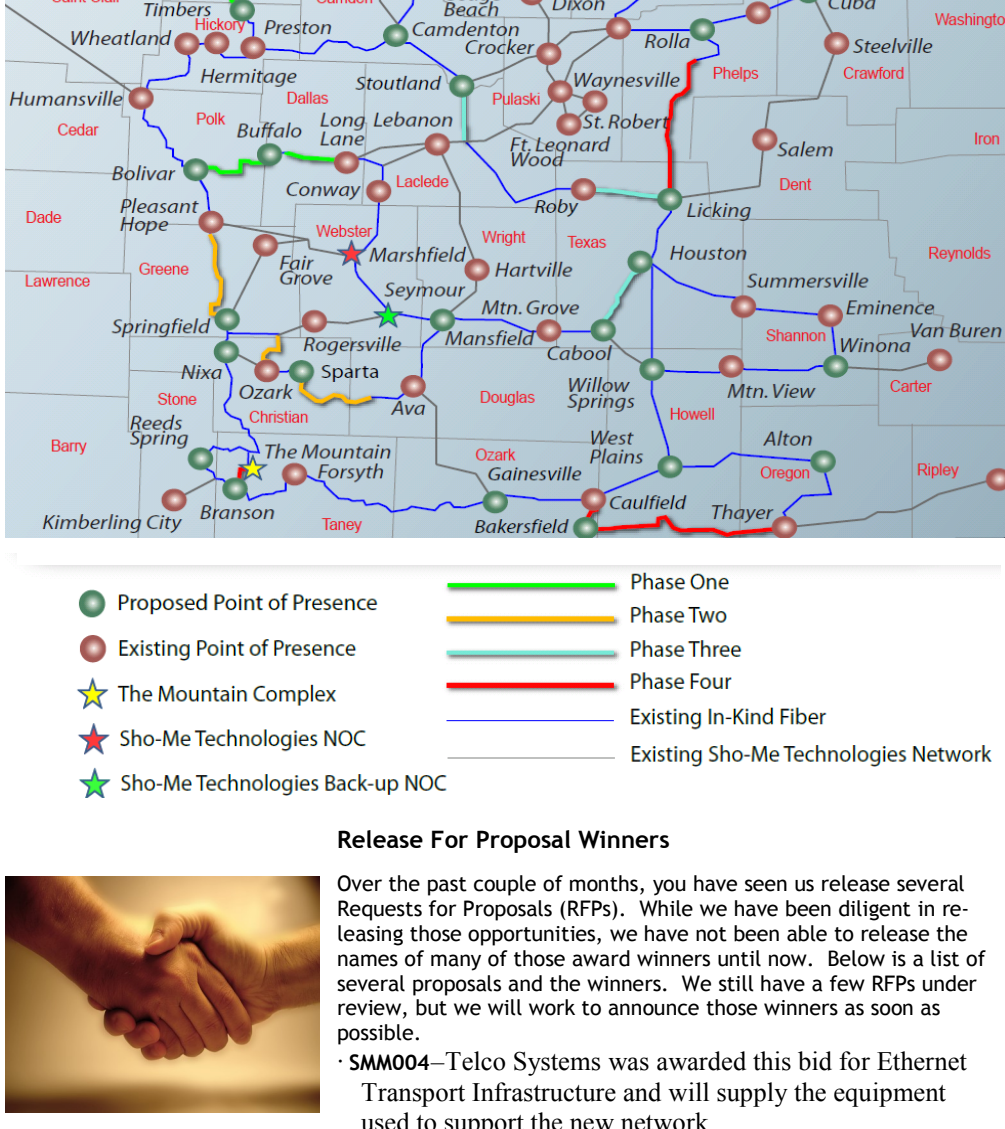 Saint Clair
Camden
Beach
Dixon
Cuba
Timbers
Hickory
Preston
Camdenton
Crocker
Rolla
Washingto
Wheatland
Steelville
Hermitage
Stoutland
Waynesville
Phelps
Crawford
Humansville
Dallas
Pulaski
Cedar
Polk
Buffalo
Long
Lane
Lebanon
St. Robert
Ft. Leonard
Wood
Salem
Iron
Bolivar
Conway
Laclede
Roby
Dent
Licking
Dade
Pleasant
Hope
Webster
Marshfield
Wright
Texas
Houston
Reynolds
Greene
Fair
Grove
Hartville
Summersville
Lawrence
Seymour
Mtn. Grove
Eminence
Springfield
Rogersville
Mansfield
Cabool
Shannon
Winona
Van Buren
Nixa
Ozark
Sparta
Ava
Douglas
Willow
Springs
Mtn. View
Carter
Stone
Christian
Howell
Reeds
Spring
Barry
The Mountain
Forsyth
Ozark
Gainesville
West
Plains
Alton
Oregon
Ripley
Kimberling City
Branson
Taney
Caulfield
Bakersfield
Thayer
Proposed Point of Presence
Existing Point of Presence
The Mountain Complex
Sho-Me Technologies NOC
Sho-Me Technologies Back-up NOC
Phase One
Phase Two
Phase Three
Phase Four
Existing In-Kind Fiber
Existing Sho-Me Technologies Network
Release For Proposal Winners
Over the past couple of months, you have seen us release several
Requests for Proposals (RFPs).  While we have been diligent in re-
leasing those opportunities, we have not been able to release the
names of many of those award winners until now.  Below is a list of
several proposals and the winners.  We still have a few RFPs under
review, but we will work to announce those winners as soon as
possible.
· SMM004–Telco Systems was awarded this bid for Ethernet
Transport Infrastructure and will supply the equipment
used to support the new network